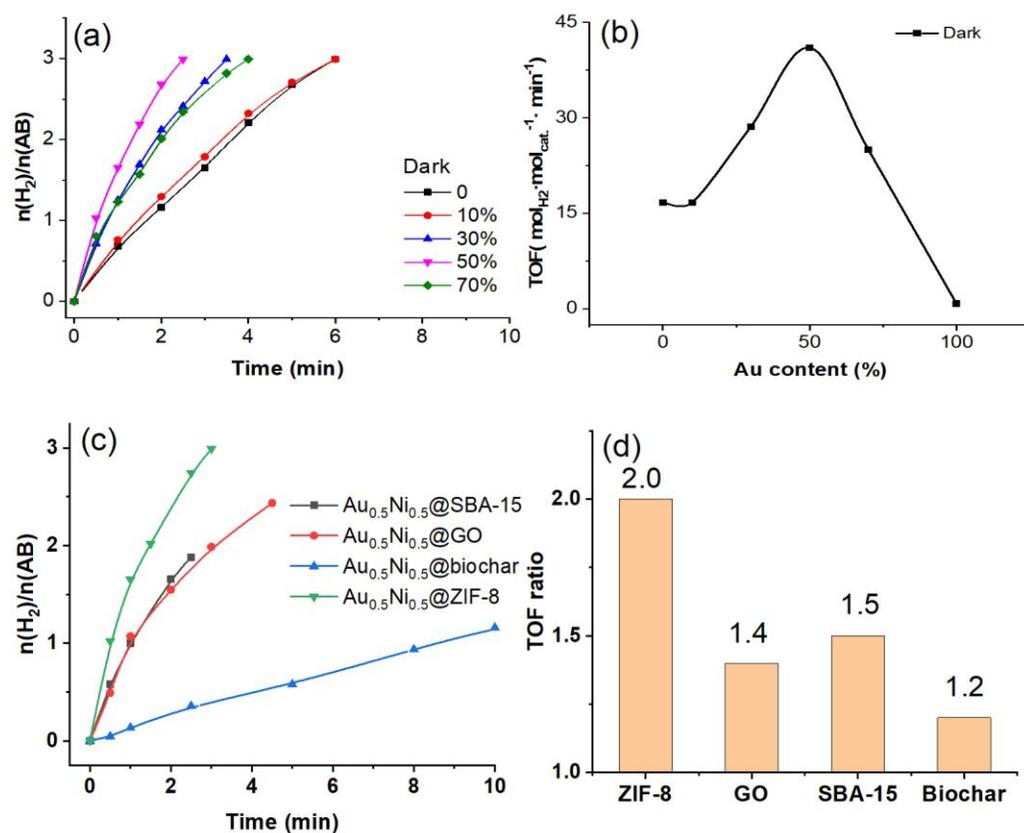 (a)
n(H₂)/n(AB)
3
2
1
0
Dark
0
10%
30%
50%
70%
0 2 4 6 8 10
Time (min)
(b)
TOF( mol_H2·mol_cat.⁻¹· min⁻¹)
45
30
15
0
Dark
0 50 100
Au content (%)
(c)
n(H₂)/n(AB)
3
2
1
0
Au₀.₅Ni₀.₅@SBA-15
Au₀.₅Ni₀.₅@GO
Au₀.₅Ni₀.₅@biochar
Au₀.₅Ni₀.₅@ZIF-8
0 2 4 6 8 10
Time (min)
(d)
TOF ratio
2.0
1.5
1.0
2.0
1.4
1.5
1.2
ZIF-8 GO SBA-15 Biochar